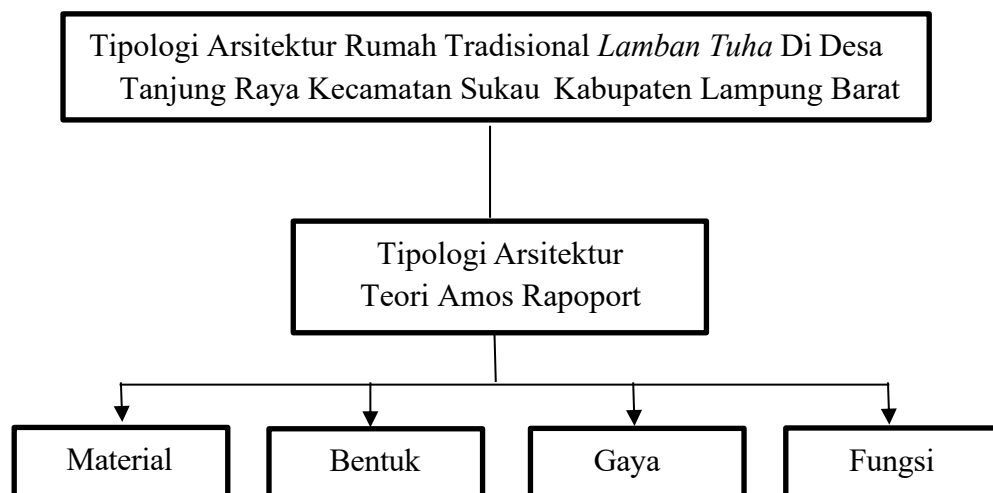 Tipologi Arsitektur Rumah Tradisional Lamban Tuha Di Desa
Tanjung Raya Kecamatan Sukau Kabupaten Lampung Barat
Tipologi Arsitektur
Teori Amos Rapoport
Material
Bentuk
Gaya
Fungsi